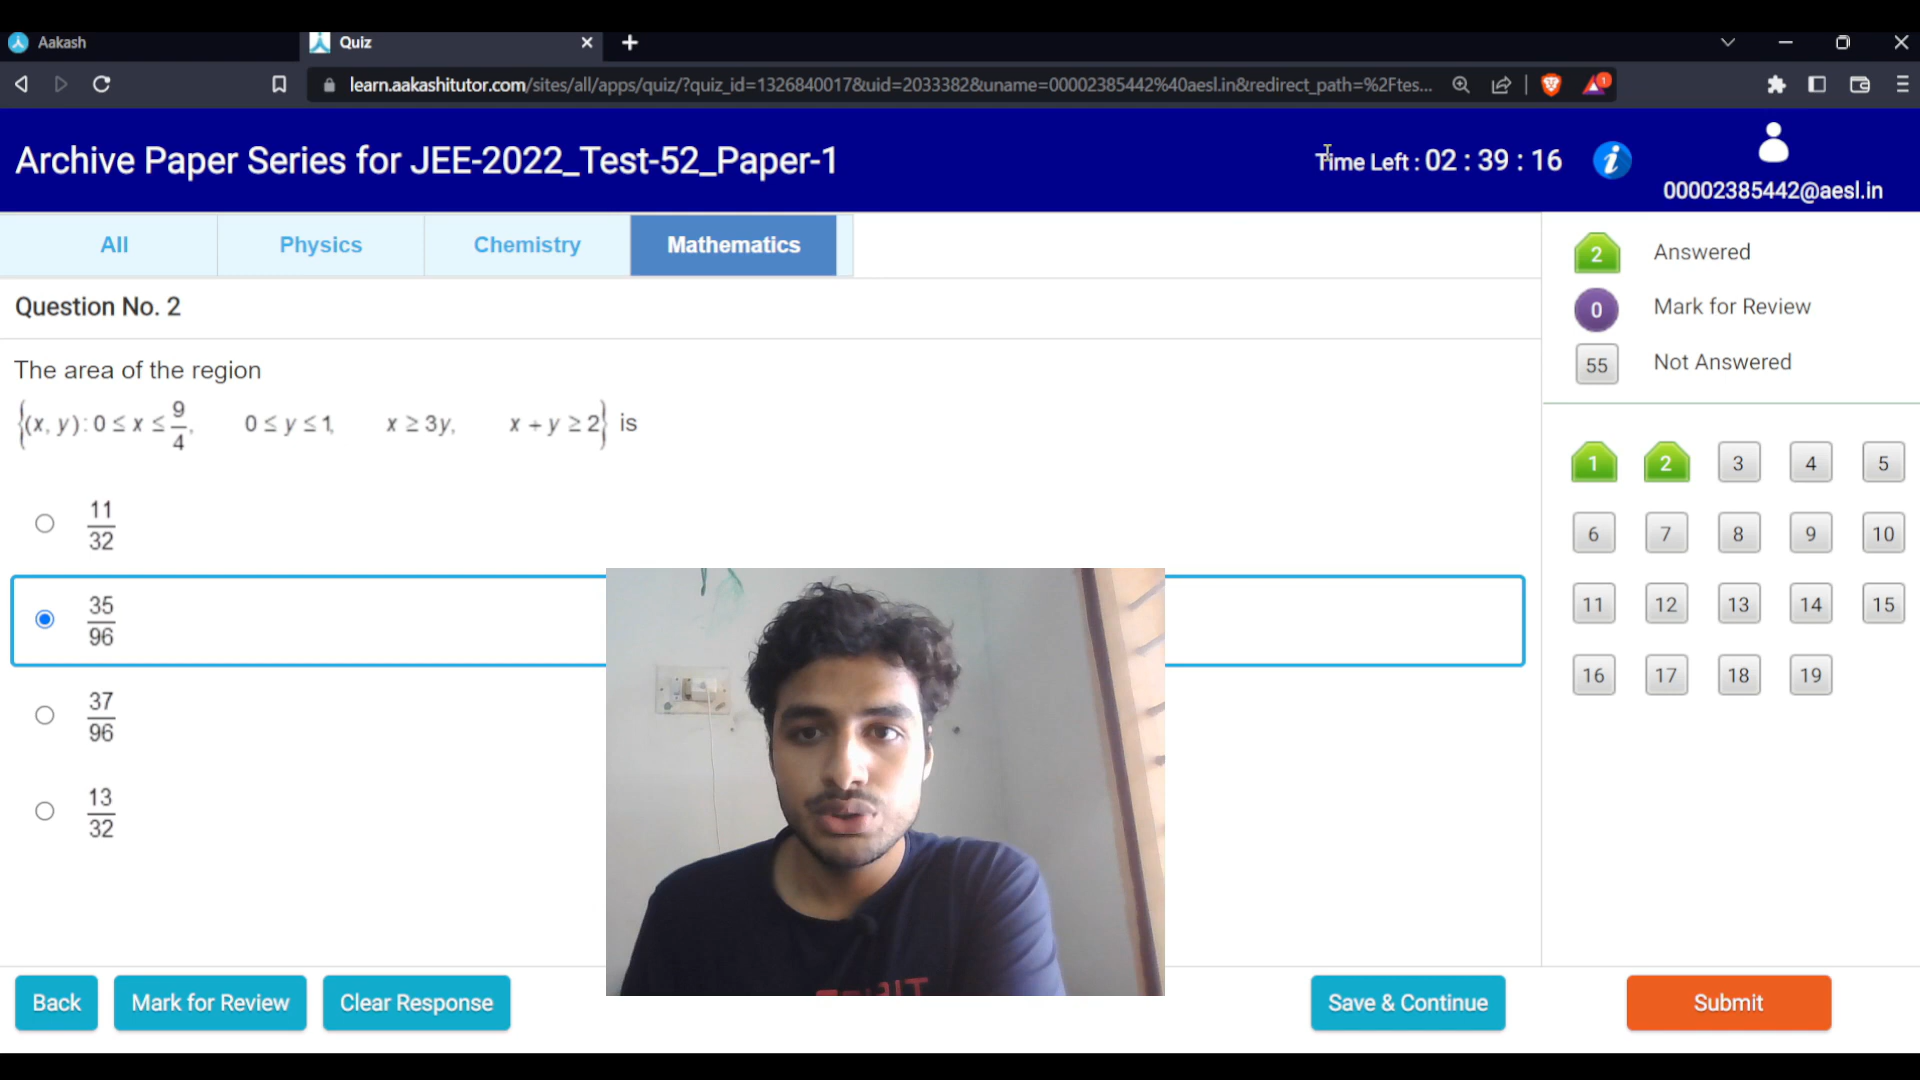 Aakash
Quiz
learn.aakashitutor.com/sites/all/apps/quiz/?quiz_id=1326840017&uid=2033382&uname=00002385442%40aesl.in&redirect_path=%2Ftes...
1
Archive Paper Series for JEE-2022_Test-52_Paper-1
Time Left : 02 : 39 : 16
i
00002385442@aesl.in
All
Physics
Chemistry
Mathematics
2 Answered
0 Mark for Review
55 Not Answered
Question No. 2
The area of the region
{(x, y): 0 ≤ x ≤ 9/4, 0 ≤ y ≤ 1, x ≥ 3y, x + y ≥ 2} is
11/32
35/96
37/96
13/32
1 2 3 4 5
6 7 8 9 10
11 12 13 14 15
16 17 18 19
Back
Mark for Review
Clear Response
Save & Continue
Submit